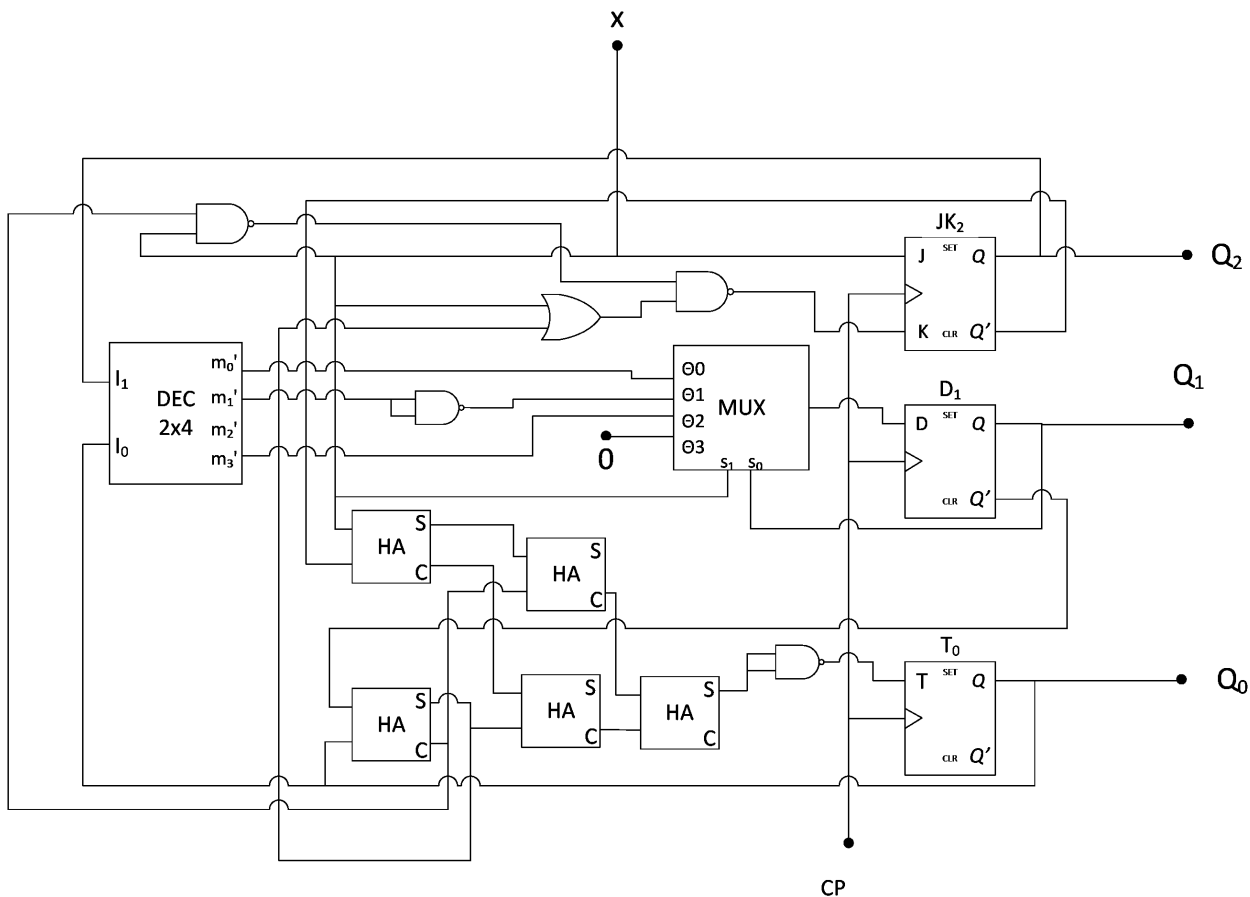 X
JK2
J SET Q
Q2
K CLR Q'
m0'
I1
DEC
2x4
m1'
m2'
I0
m3'
Θ0
Θ1
MUX
Θ2
Θ3
S1 S0
0
D1
Q1
D SET Q
CLR Q'
HA
S
C
HA
S
C
T0
T SET Q
Q0
CLR Q'
HA
S
C
HA
S
C
HA
S
C
CP